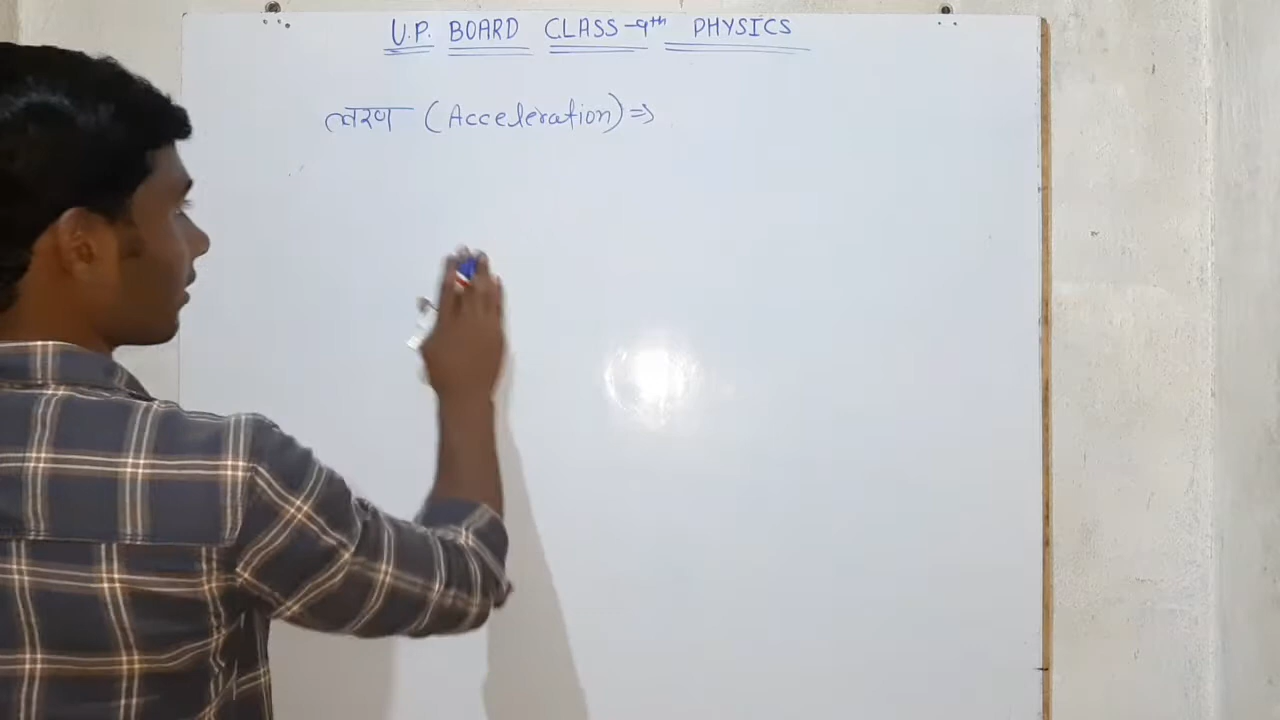 U.P. BOARD CLASS-9th PHYSICS
त्वरण (Acceleration) ⇒